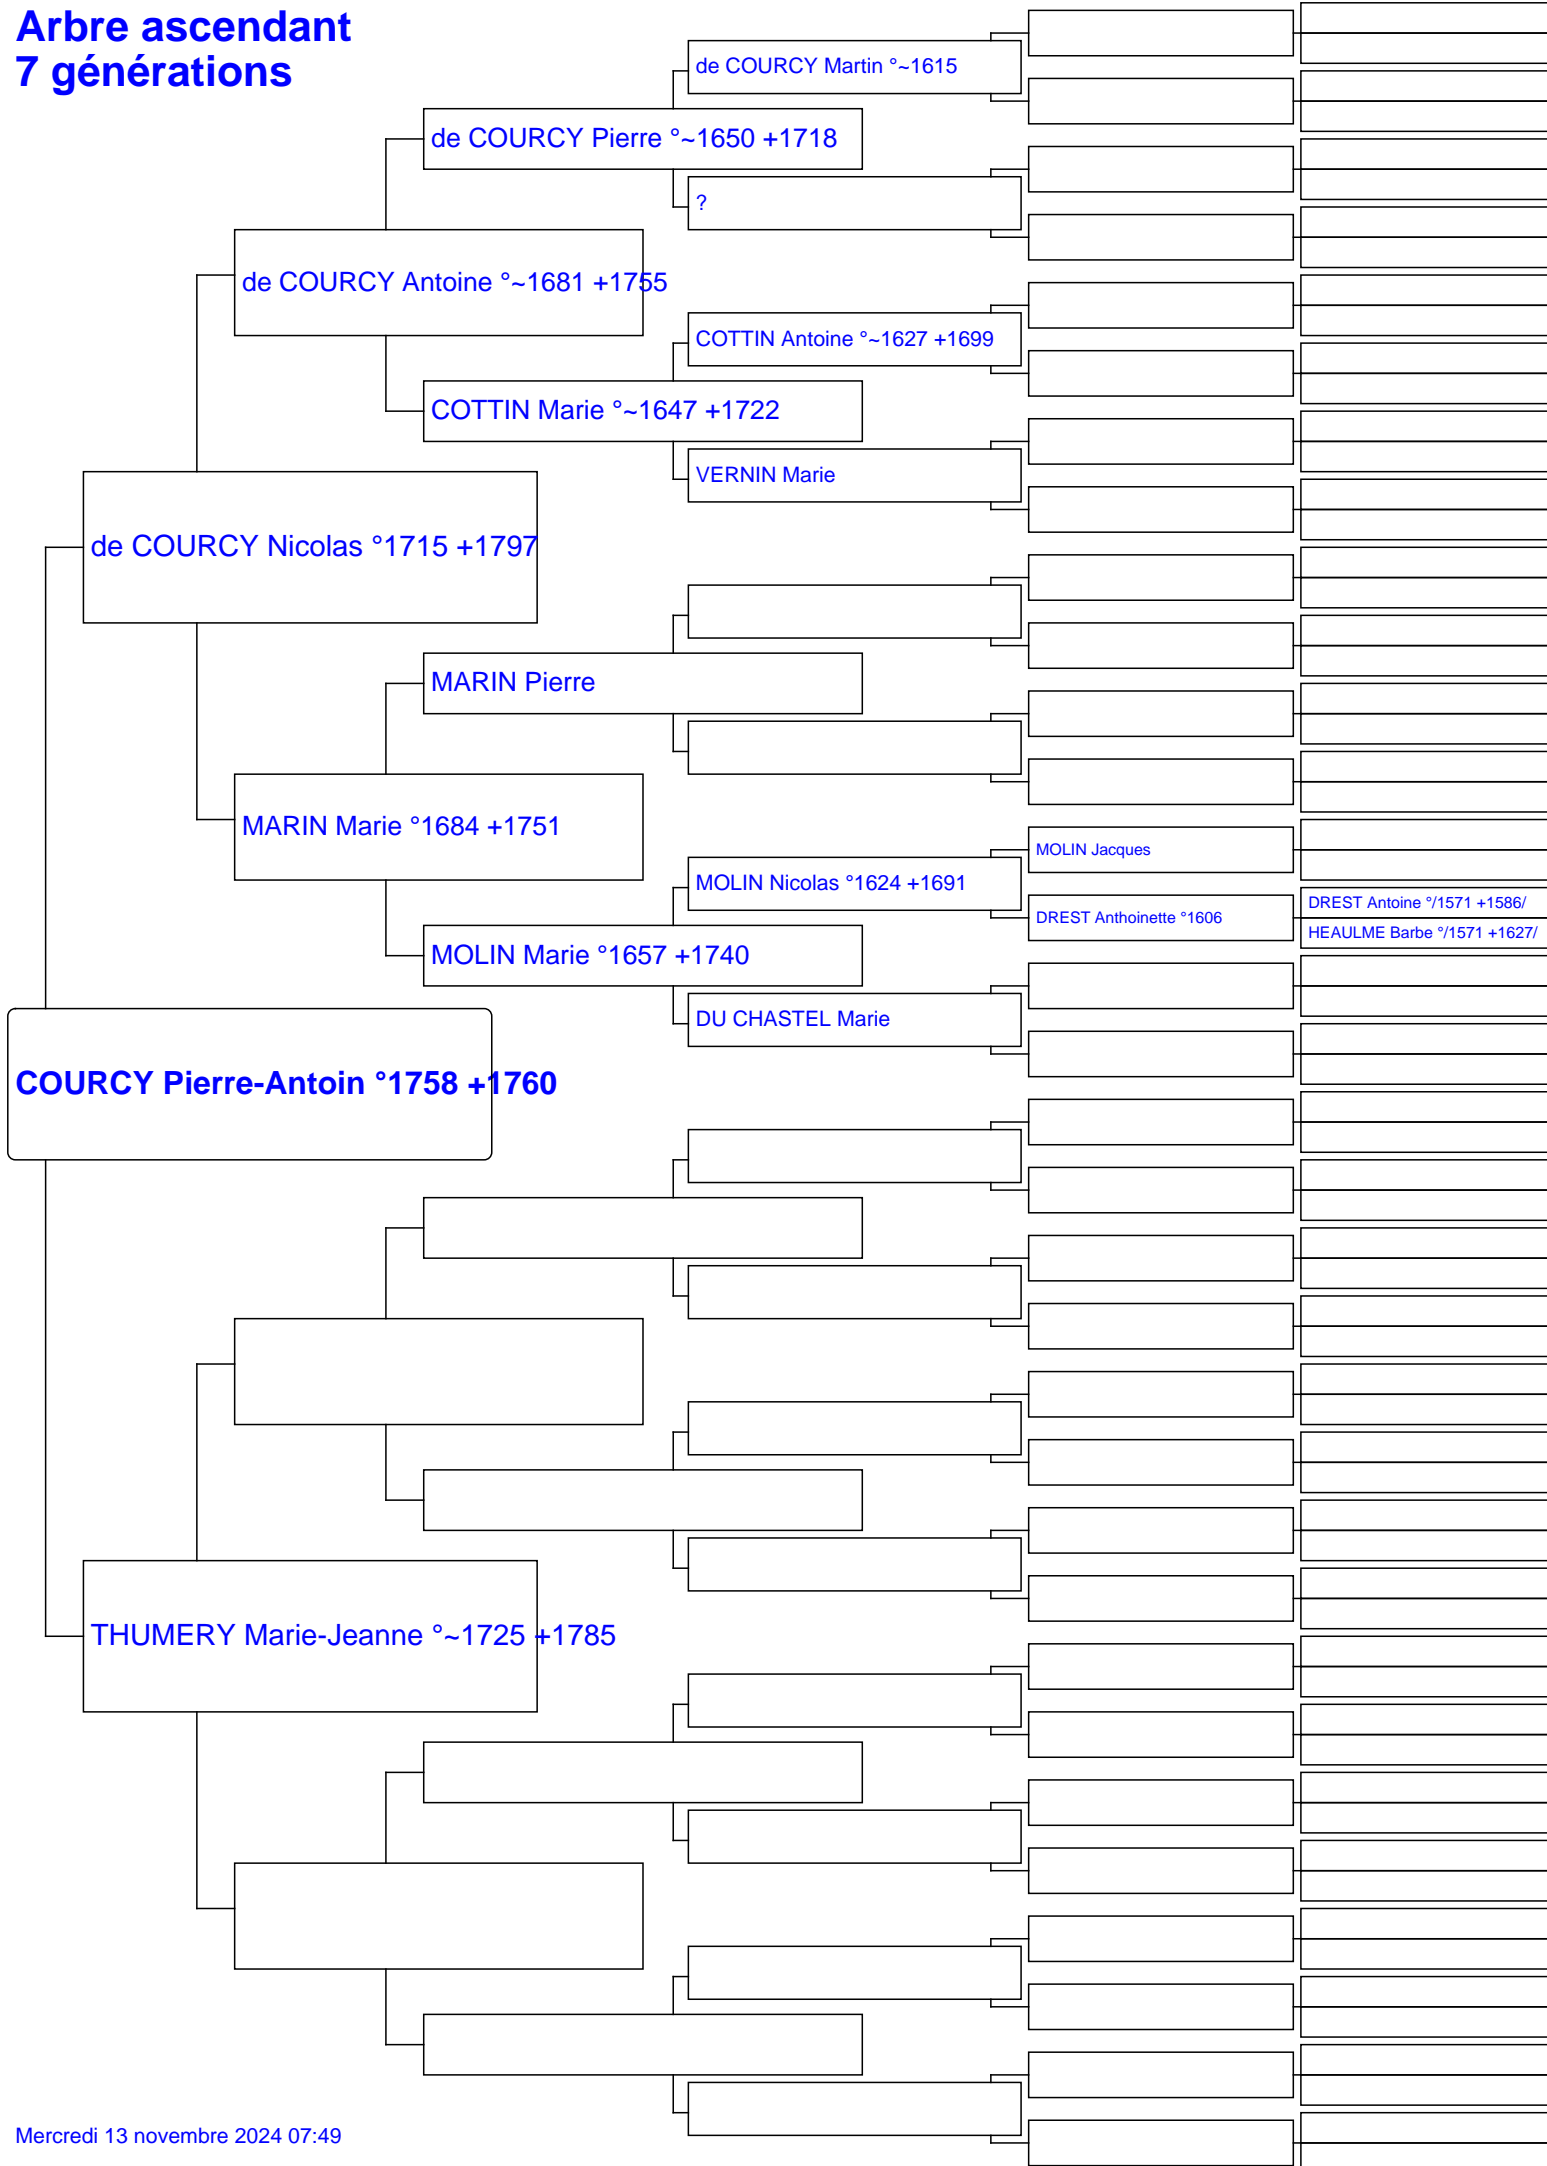 Arbre ascendant
7 générations
de COURCY Martin °~1615
de COURCY Pierre °~1650 +1718
?
de COURCY Antoine °~1681 +1755
COTTIN Antoine °~1627 +1699
COTTIN Marie °~1647 +1722
VERNIN Marie
de COURCY Nicolas °1715 +1797
MARIN Pierre
MARIN Marie °1684 +1751
MOLIN Jacques
MOLIN Nicolas °1624 +1691
DREST Antoine °/1571 +1586/
DREST Anthoinette °1606
HEAULME Barbe °/1571 +1627/
MOLIN Marie °1657 +1740
DU CHASTEL Marie
COURCY Pierre-Antoin °1758 +1760
THUMERY Marie-Jeanne °~1725 +1785
Mercredi 13 novembre 2024 07:49